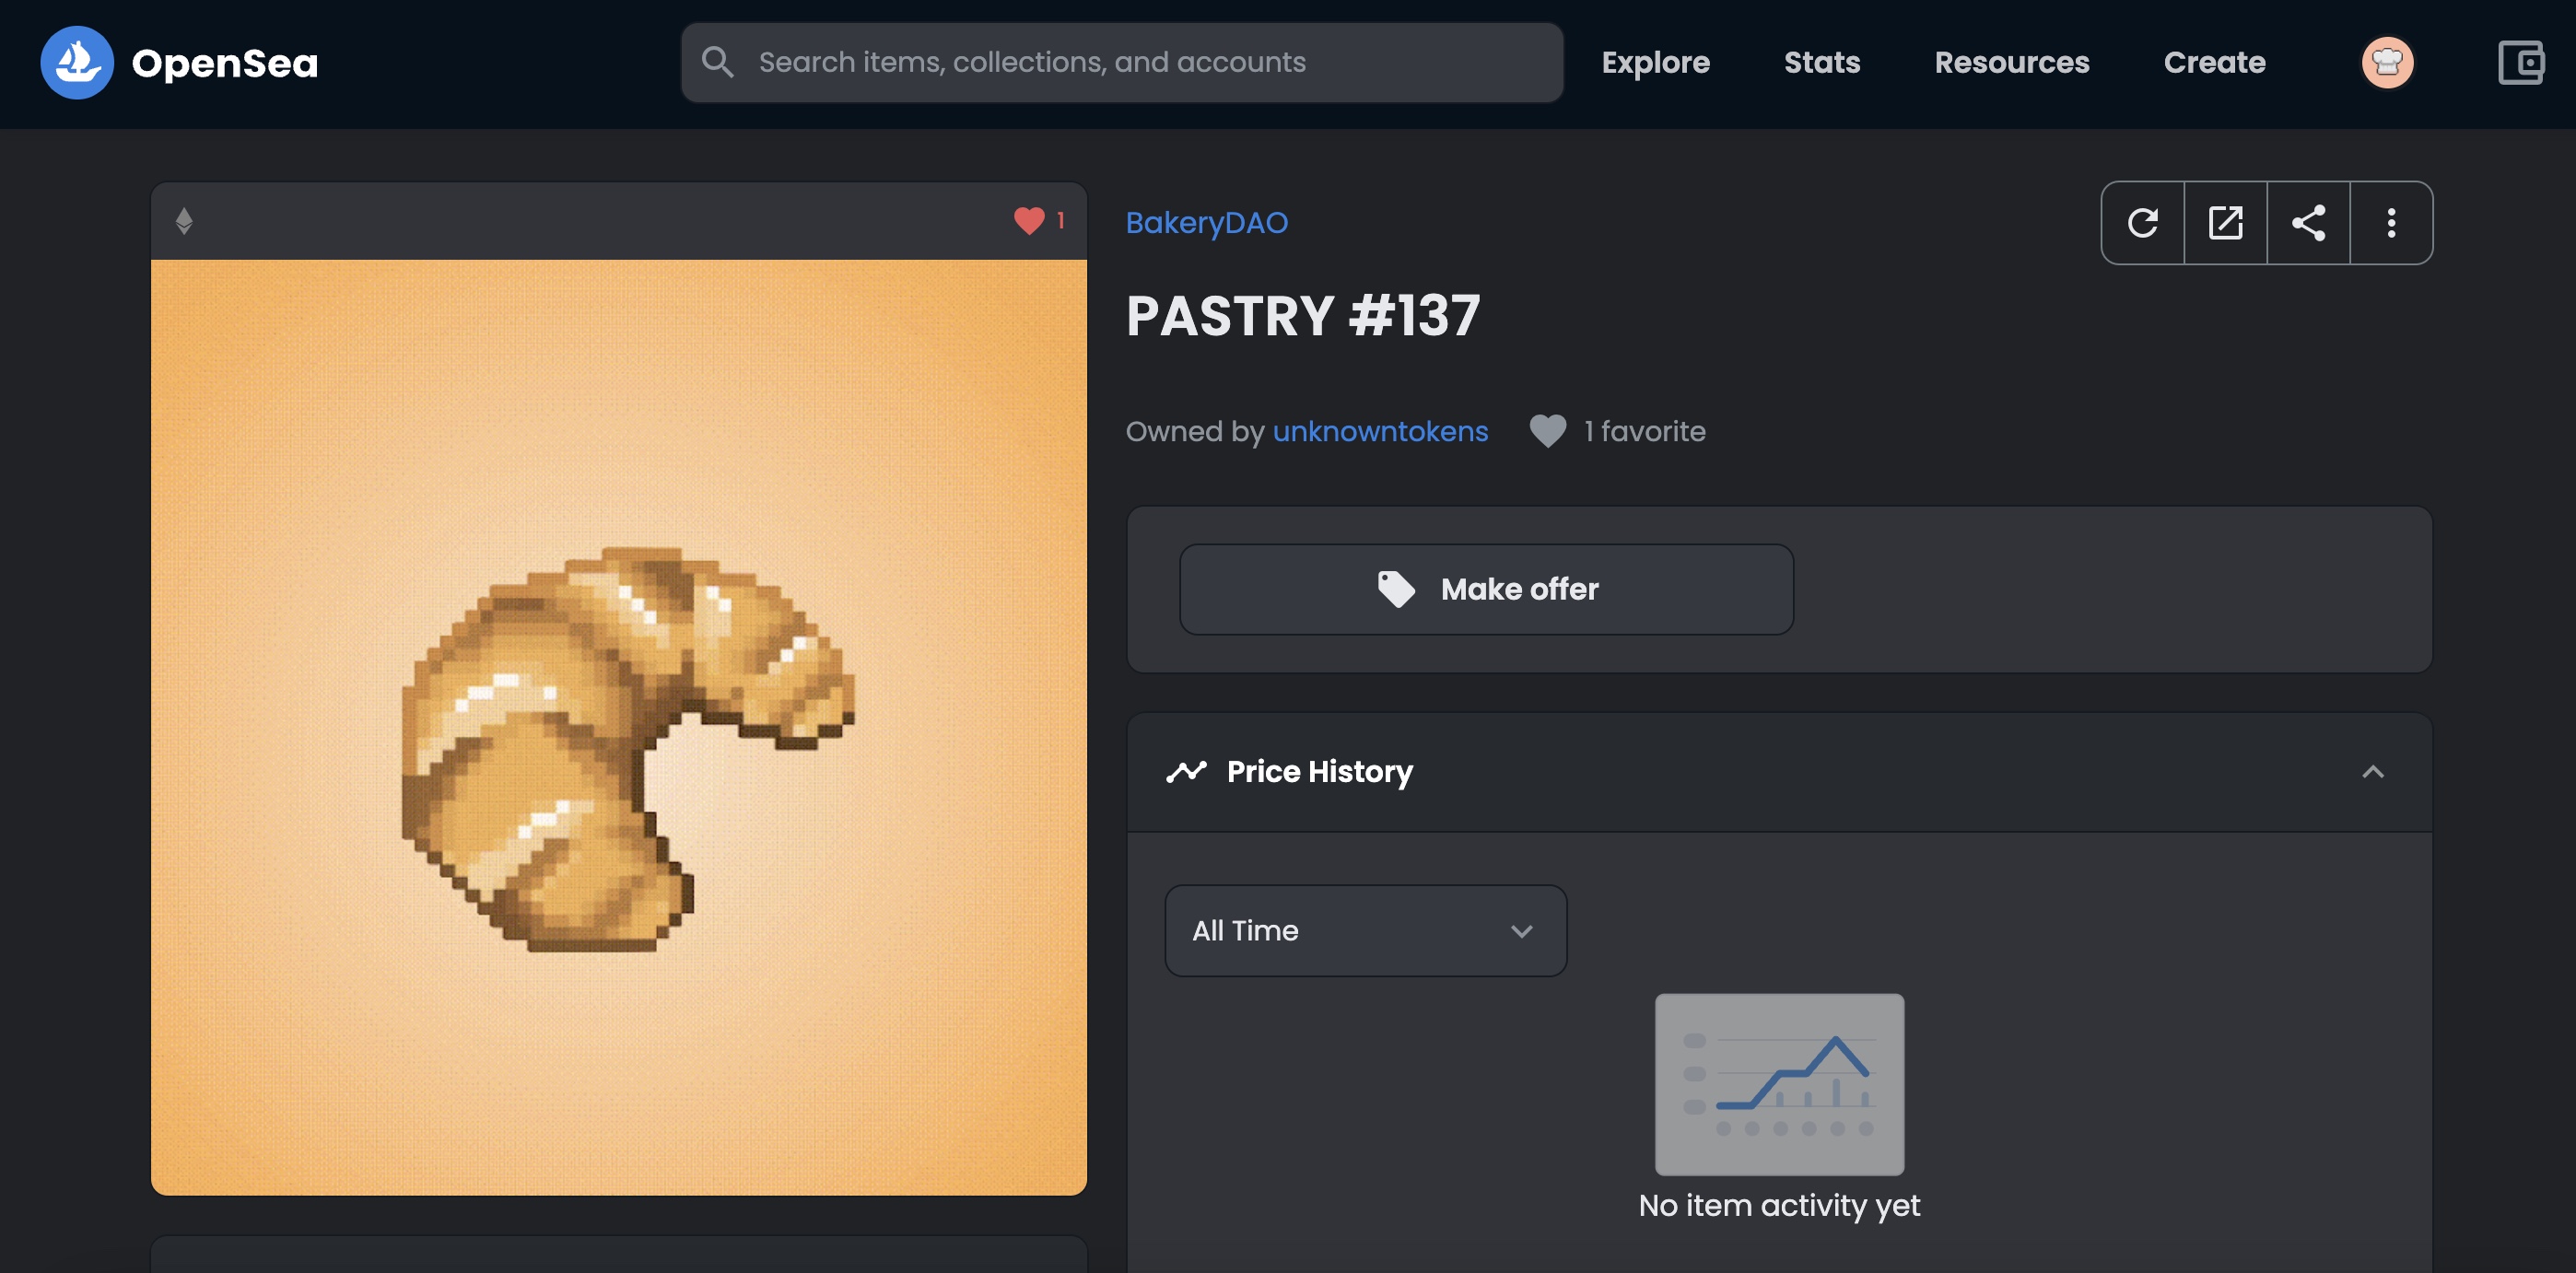 OpenSea
Search items, collections, and accounts
Explore
Stats
Resources
Create
1
BakeryDAO
PASTRY #137
Owned by unknowntokens
1 favorite
Make offer
Price History
All Time
No item activity yet